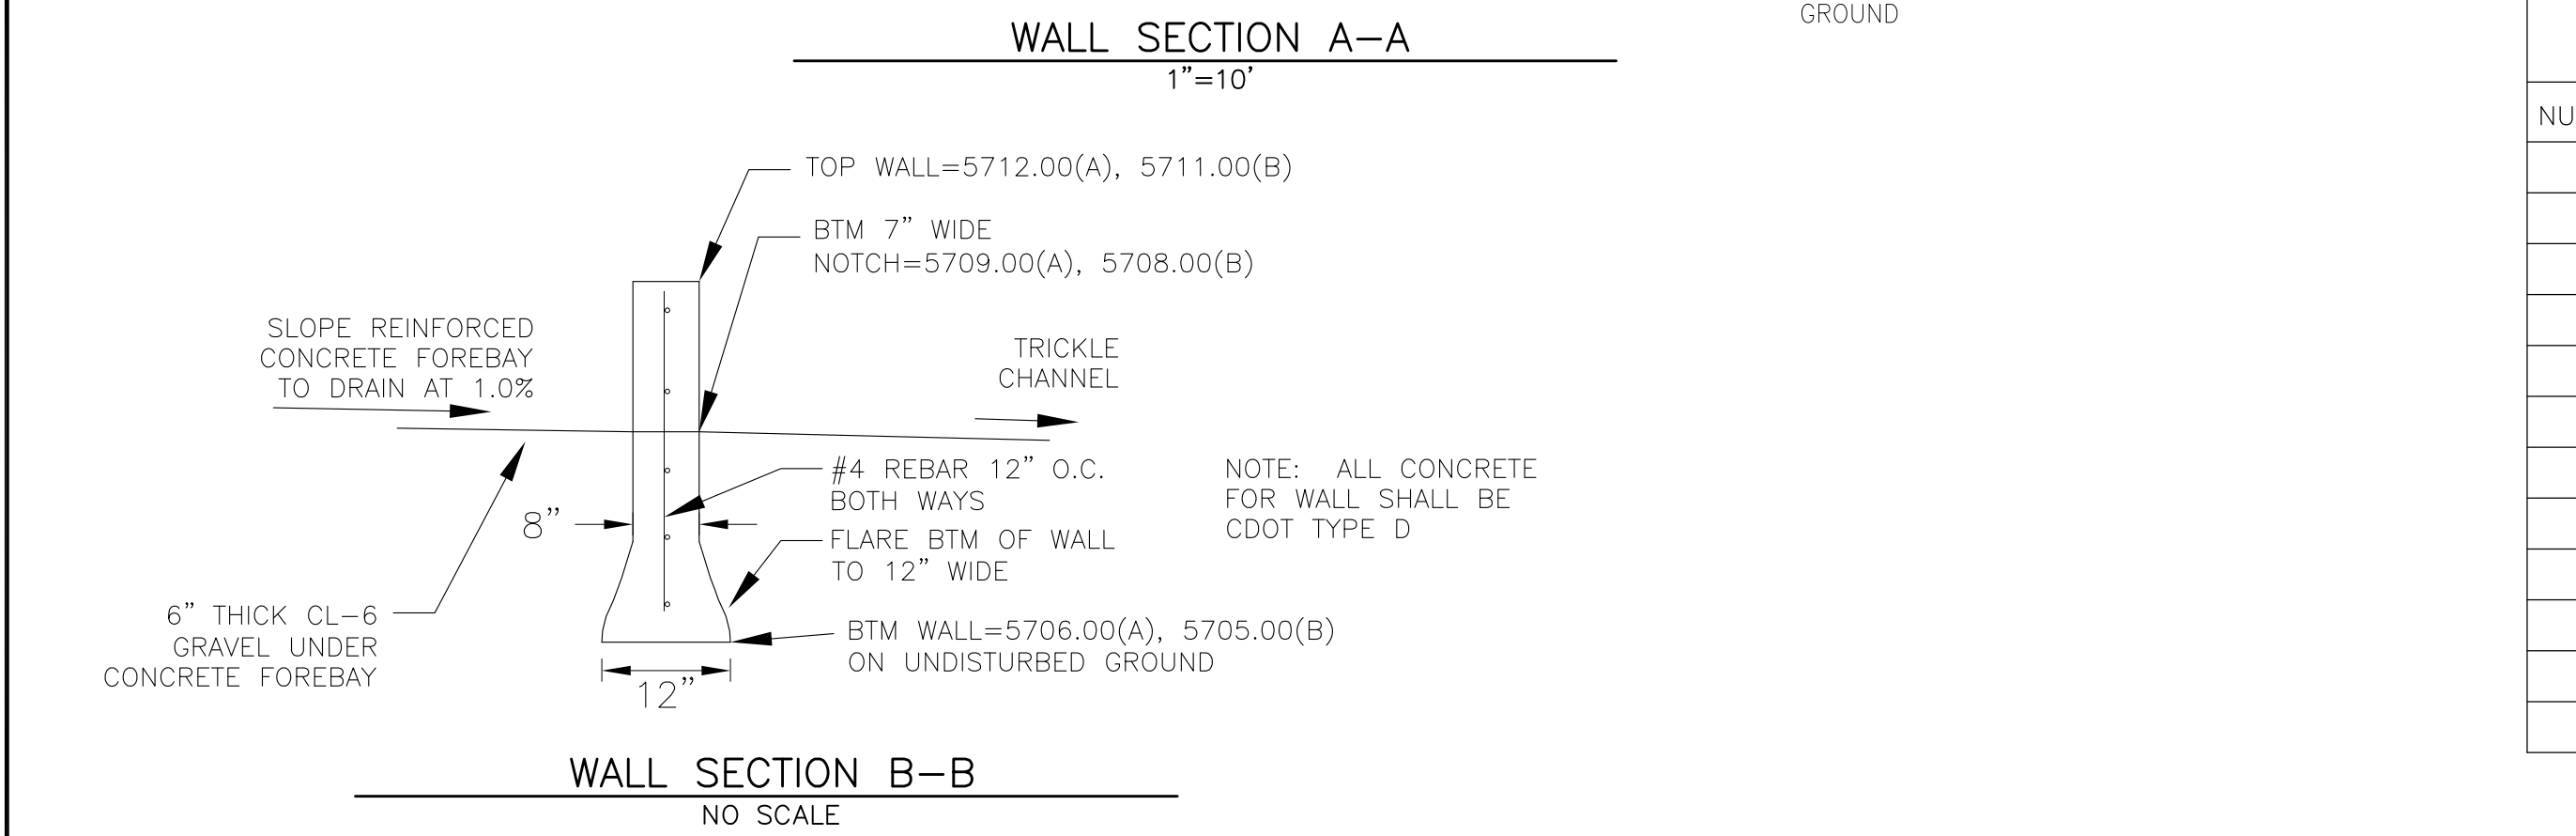 GROUND
WALL SECTION A–A
1"=10'
NU
TOP WALL=5712.00(A), 5711.00(B)
BTM 7" WIDE
NOTCH=5709.00(A), 5708.00(B)
SLOPE REINFORCED
CONCRETE FOREBAY
TO DRAIN AT 1.0%
TRICKLE
CHANNEL
#4 REBAR 12" O.C.
BOTH WAYS
NOTE: ALL CONCRETE
FOR WALL SHALL BE
CDOT TYPE D
8"
FLARE BTM OF WALL
TO 12" WIDE
6" THICK CL–6
GRAVEL UNDER
CONCRETE FOREBAY
BTM WALL=5706.00(A), 5705.00(B)
ON UNDISTURBED GROUND
12"
WALL SECTION B–B
NO SCALE